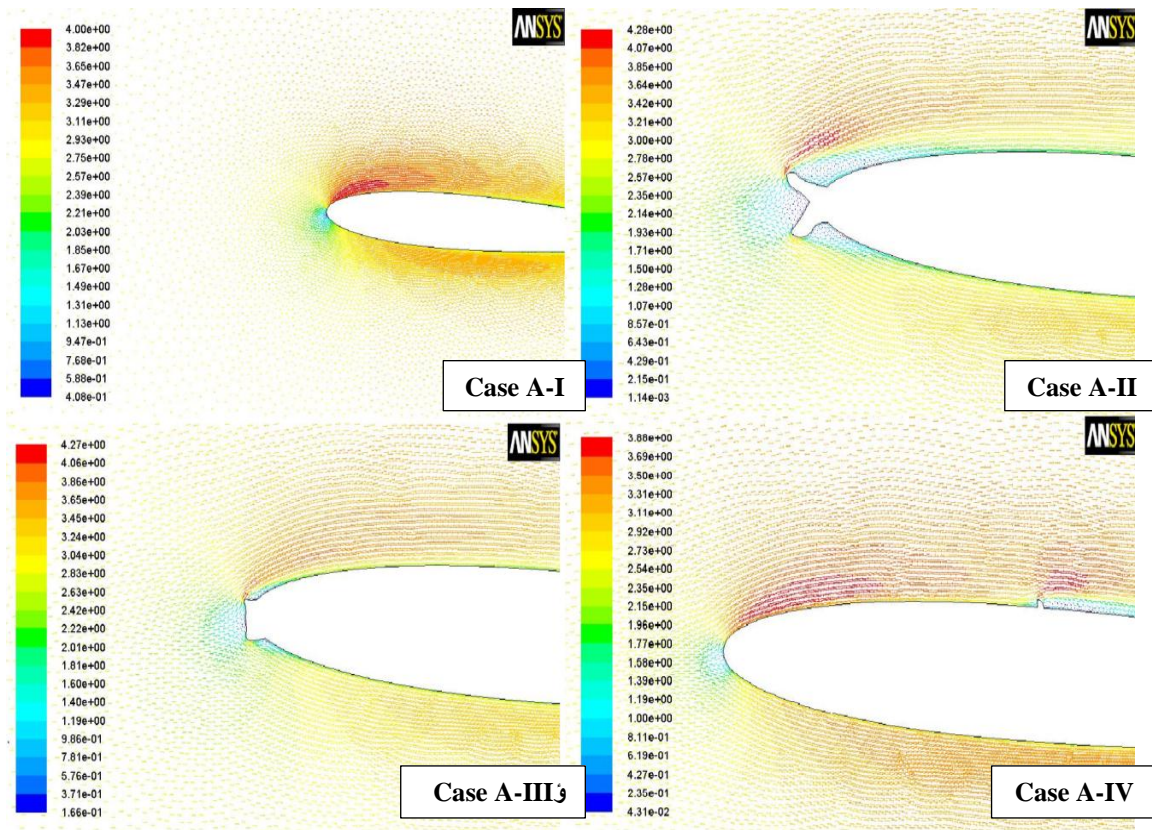 4.00e+00
3.82e+00
3.65e+00
3.47e+00
3.29e+00
3.11e+00
2.93e+00
2.75e+00
2.57e+00
2.39e+00
2.21e+00
2.03e+00
1.85e+00
1.67e+00
1.49e+00
1.31e+00
1.13e+00
9.47e-01
7.68e-01
5.88e-01
4.08e-01
ANSYS
Case A-I
4.28e+00
4.07e+00
3.85e+00
3.64e+00
3.42e+00
3.21e+00
3.00e+00
2.78e+00
2.57e+00
2.35e+00
2.14e+00
1.93e+00
1.71e+00
1.50e+00
1.28e+00
1.07e+00
8.57e-01
6.43e-01
4.29e-01
2.15e-01
1.14e-03
ANSYS
Case A-II
4.27e+00
4.06e+00
3.86e+00
3.65e+00
3.45e+00
3.24e+00
3.04e+00
2.83e+00
2.63e+00
2.42e+00
2.22e+00
2.01e+00
1.81e+00
1.60e+00
1.40e+00
1.19e+00
9.86e-01
7.81e-01
5.76e-01
3.71e-01
1.66e-01
ANSYS
Case A-IIIؤ
3.88e+00
3.69e+00
3.50e+00
3.31e+00
3.11e+00
2.92e+00
2.73e+00
2.54e+00
2.35e+00
2.15e+00
1.96e+00
1.77e+00
1.58e+00
1.39e+00
1.19e+00
1.00e+00
8.11e-01
6.19e-01
4.27e-01
2.35e-01
4.31e-02
ANSYS
Case A-IV